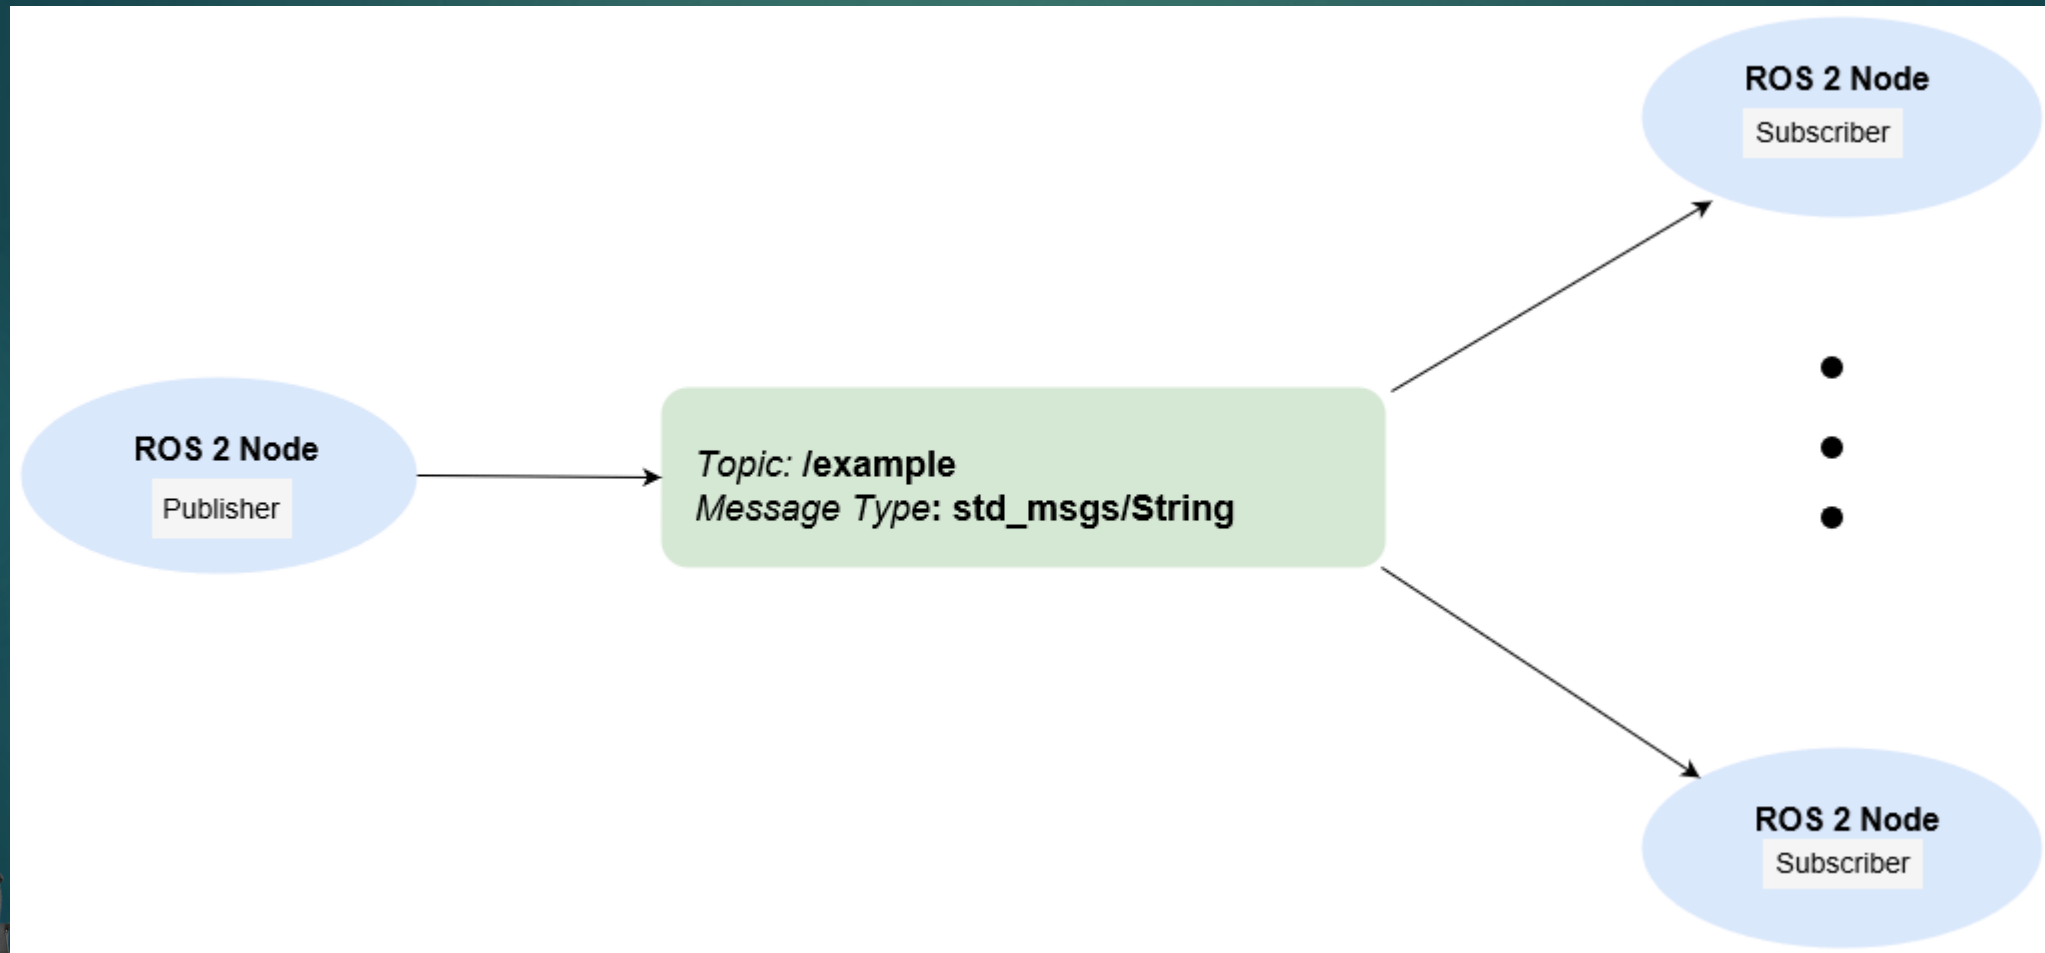 ROS 2 Node
Subscriber
ROS 2 Node
Publisher
Topic: /example
Message Type: std_msgs/String
ROS 2 Node
Subscriber